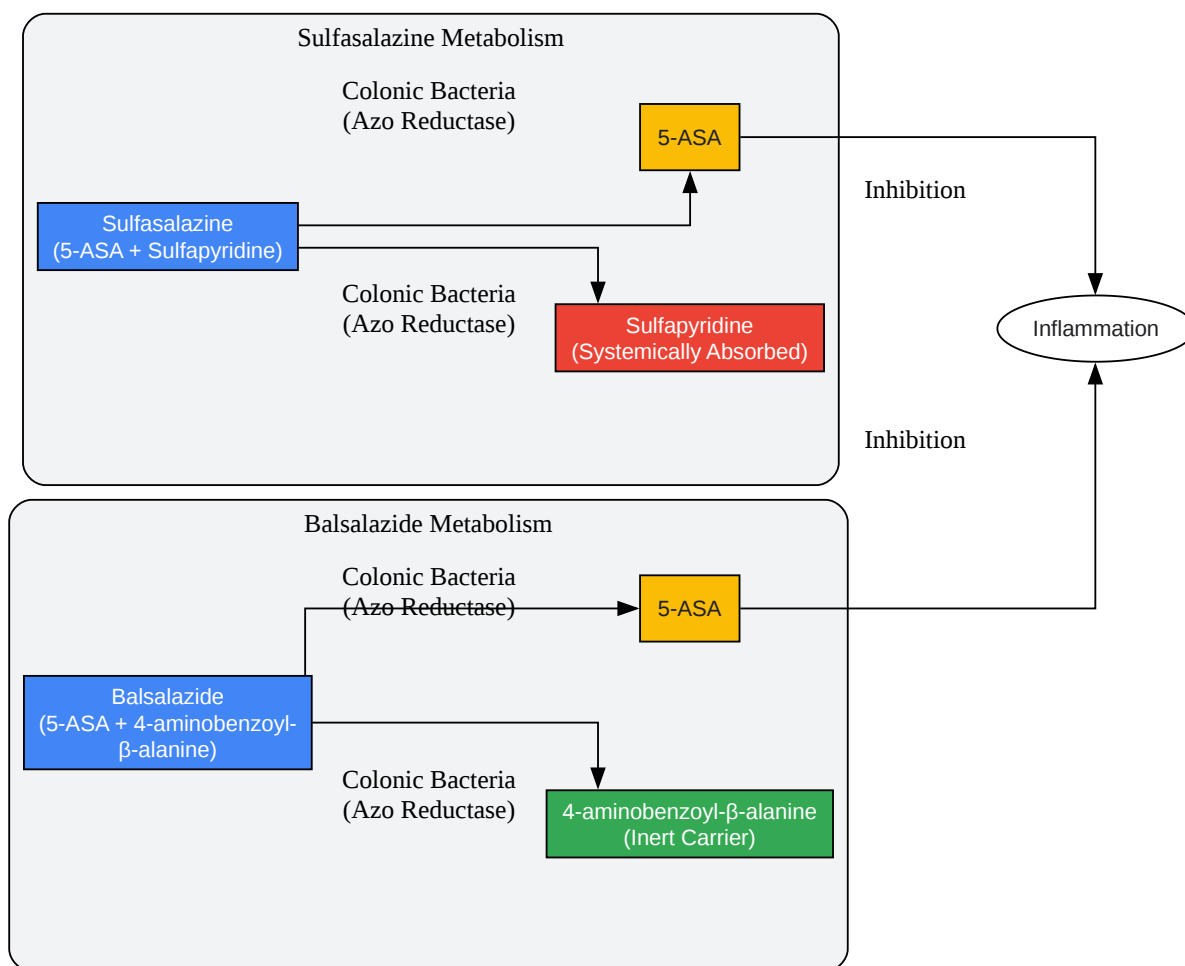 Sulfasalazine Metabolism
Colonic Bacteria
(Azo Reductase)
5-ASA
Inhibition
Sulfasalazine
(5-ASA + Sulfapyridine)
Colonic Bacteria
(Azo Reductase)
Sulfapyridine
(Systemically Absorbed)
Inflammation
Inhibition
Balsalazide Metabolism
Colonic Bacteria
(Azo Reductase)
5-ASA
Balsalazide
(5-ASA + 4-aminobenzoyl-
β-alanine)
Colonic Bacteria
(Azo Reductase)
4-aminobenzoyl-β-alanine
(Inert Carrier)